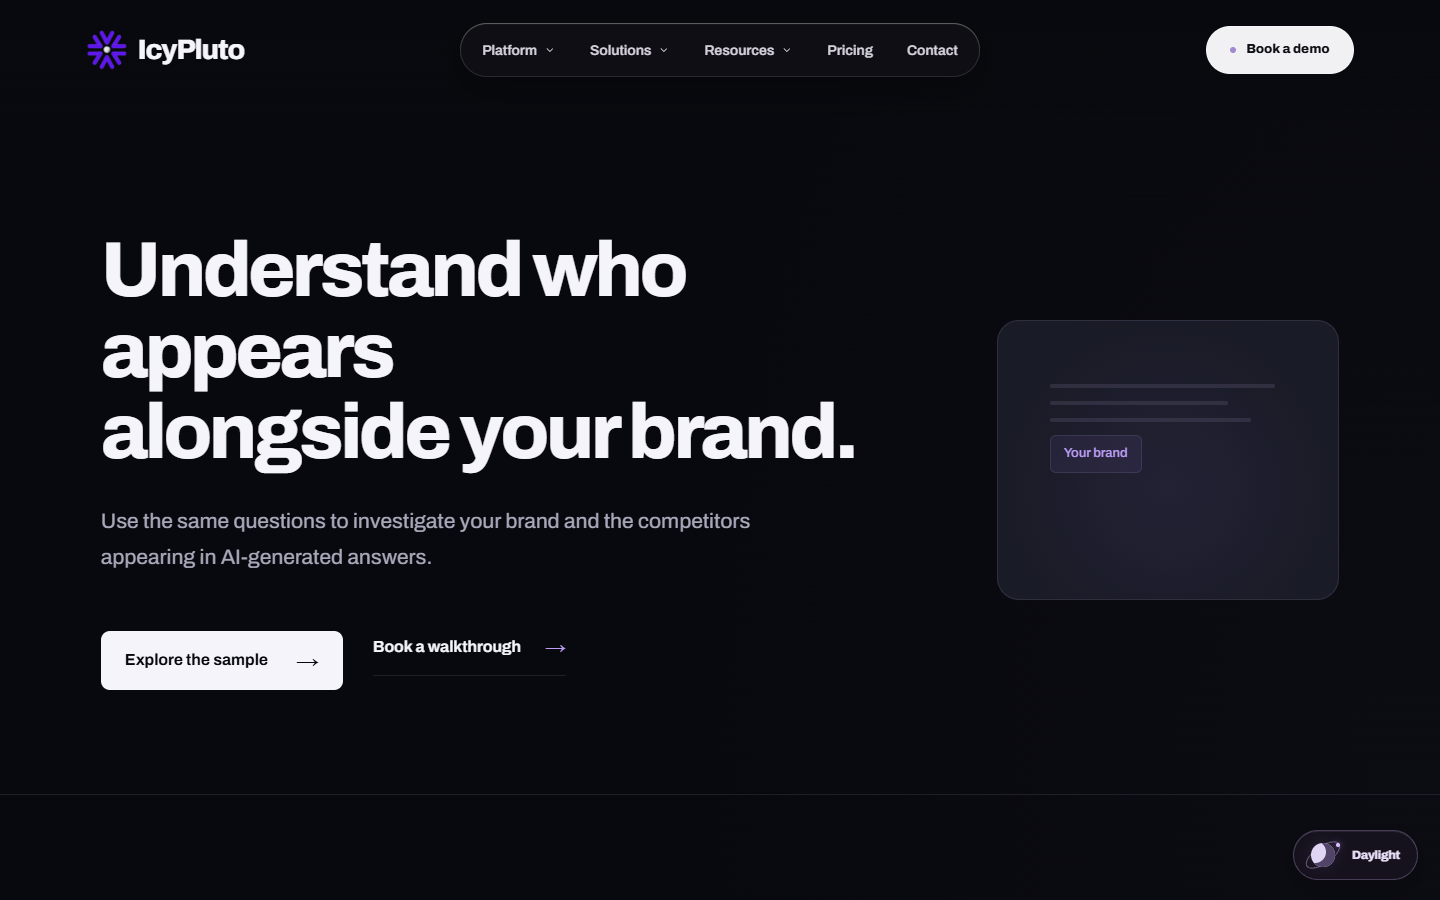 IcyPluto
Platform
Solutions
Resources
Pricing
Contact
Book a demo
Understand who
appears
alongside your brand.
Use the same questions to investigate your brand and the competitors
appearing in AI-generated answers.
Your brand
Explore the sample
Book a walkthrough
Daylight